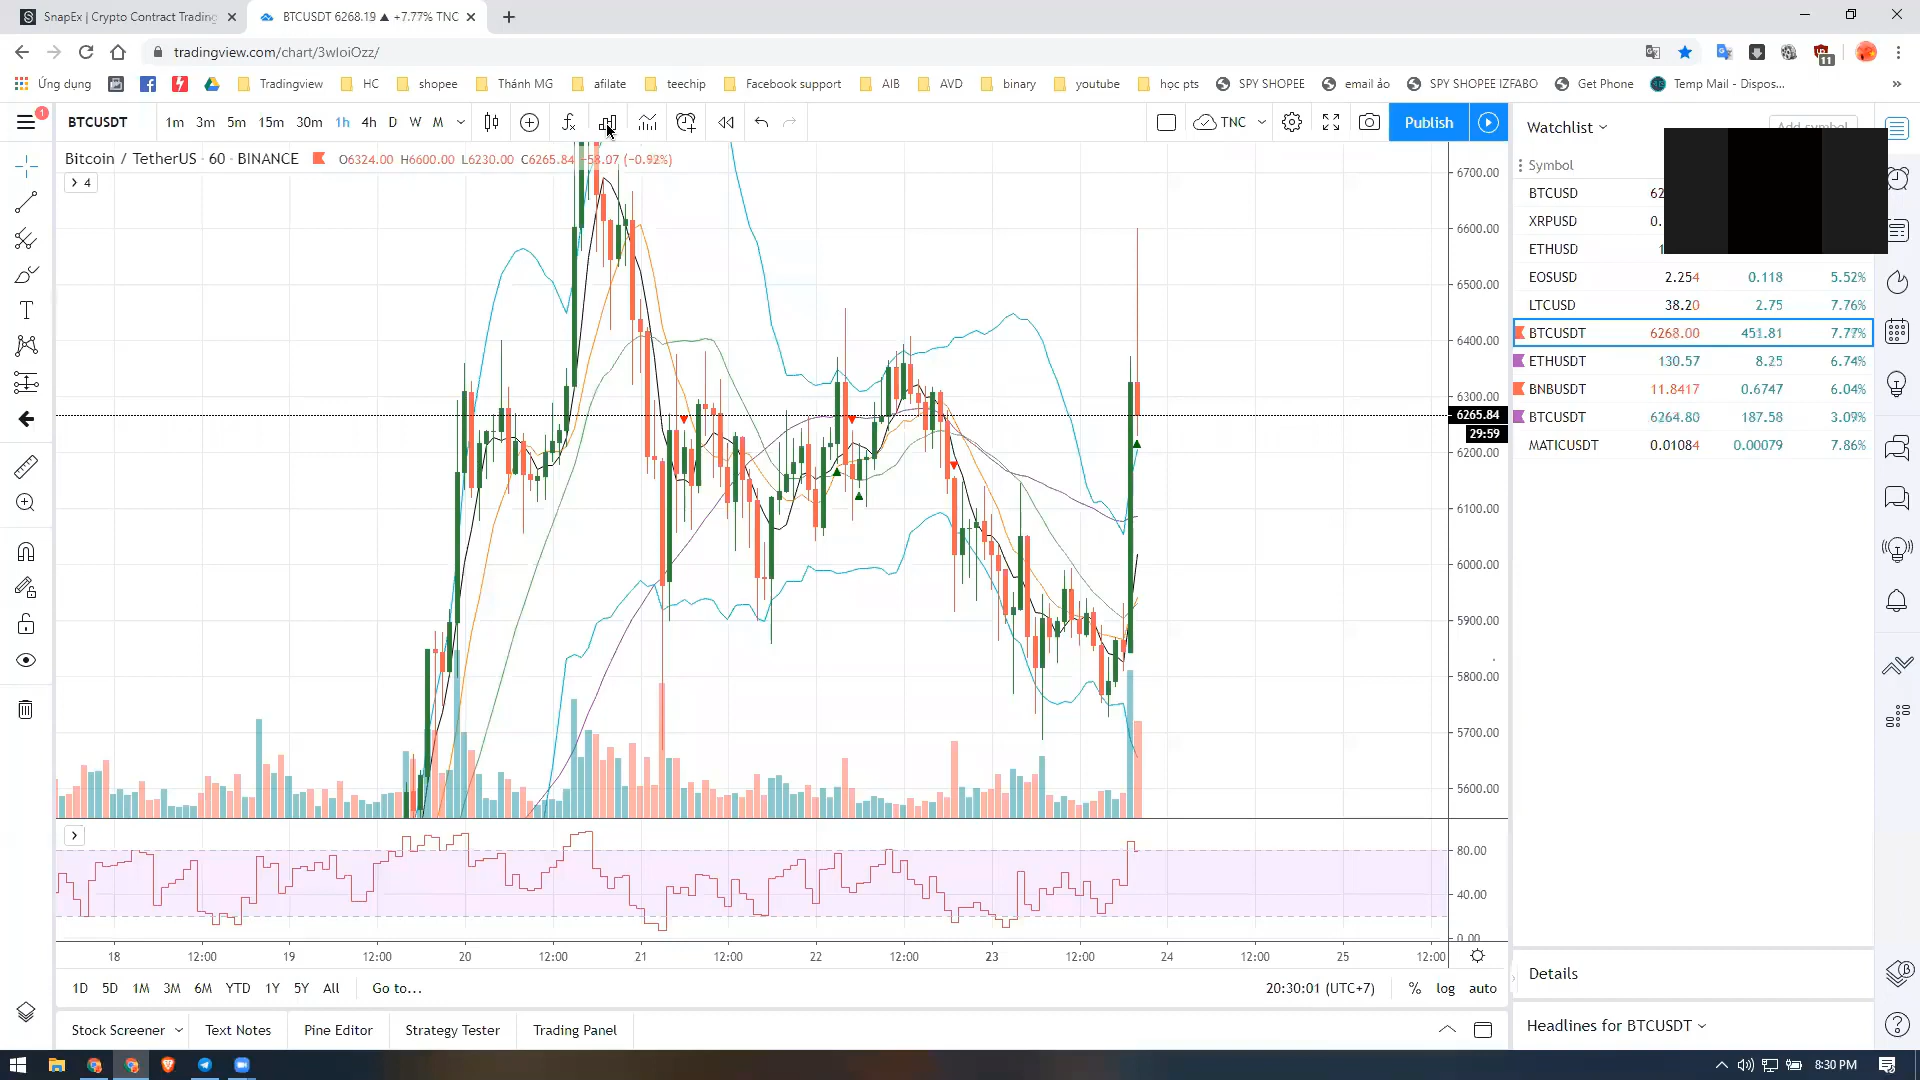 SnapEx | Crypto Contract Trading
BTCUSDT 6268.19 ▲ +7.77% TNC
tradingview.com/chart/3wIoiOzz/
11
Ứng dụng
Tradingview
HC
shopee
Thánh MG
afilate
teechip
Facebook support
AIB
AVD
binary
youtube
học pts
SPY SHOPEE
email ảo
SPY SHOPEE IZFABO
Get Phone
Temp Mail - Dispos...
»
1
BTCUSDT
1m 3m 5m 15m 30m 1h 4h D W M
TNC
Publish
Watchlist
Bitcoin / TetherUS · 60 · BINANCE
O6324.00 H6600.00 L6230.00 C6265.84 −58.07 (−0.92%)
4
Symbol
BTCUSD 62
XRPUSD 0.
ETHUSD 1
EOSUSD 2.254 0.118 5.52%
LTCUSD 38.20 2.75 7.76%
BTCUSDT 6268.00 451.81 7.77%
ETHUSDT 130.57 8.25 6.74%
BNBUSDT 11.8417 0.6747 6.04%
BTCUSDT 6264.80 187.58 3.09%
MATICUSDT 0.01084 0.00079 7.86%
6700.00
6600.00
6500.00
6400.00
6300.00
6265.84
29:59
6200.00
6100.00
6000.00
5900.00
5800.00
5700.00
5600.00
80.00
40.00
0.00
18 12:00 19 12:00 20 12:00 21 12:00 22 12:00 23 12:00 24 12:00 25 12:00
1D 5D 1M 3M 6M YTD 1Y 5Y All Go to...
20:30:01 (UTC+7) % log auto
Details
Stock Screener Text Notes Pine Editor Strategy Tester Trading Panel
Headlines for BTCUSDT
8:30 PM